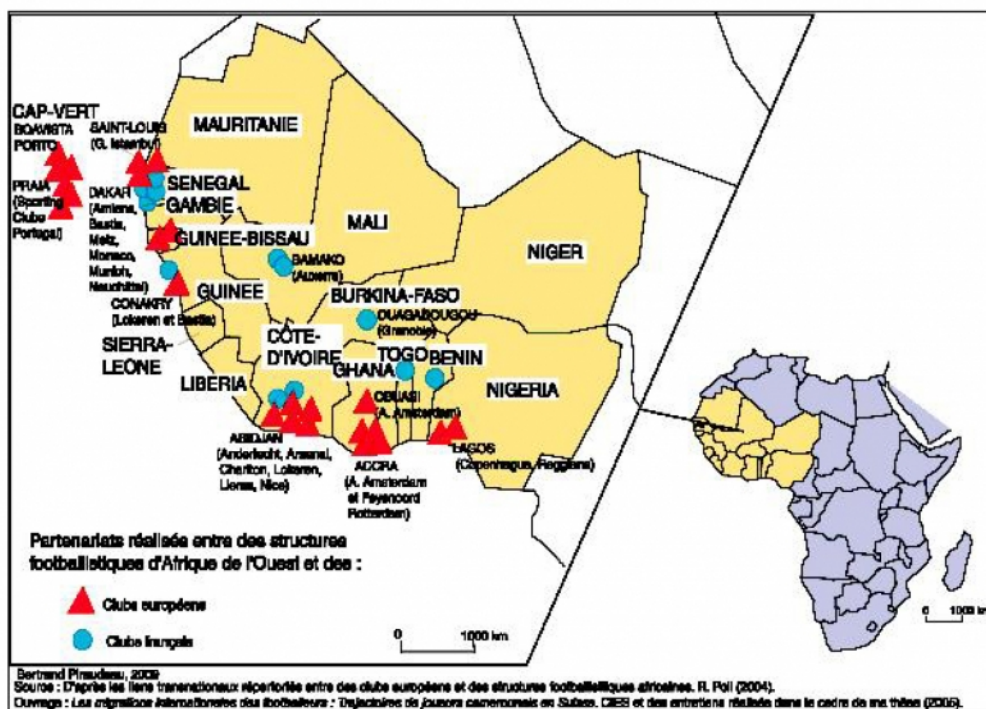 CAP-VERT
BOAVISTA
PORTO
SAINT-LOUIS
(G. Istanbul)
MAURITANIE
PRAIA
(Sporting
Clube
Portugal)
DAKAR
(Amiens,
Bastia,
Metz,
Monaco,
Munich,
Neuchâtel)
SENEGAL
GAMBIE
MALI
NIGER
GUINEE-BISSAU
BAMAKO
(Auxerre)
GUINEE
CONAKRY
(Lokeren et Bastia)
BURKINA-FASO
OUAGADOUGOU
(Grenoble)
SIERRA-
LEONE
CÔTE-
D'IVOIRE
TOGO
BENIN
GHANA
LIBERIA
NIGERIA
OBUASI
(A. Amsterdam)
ABIDJAN
(Anderlecht, Arsenal,
Charlton, Lokeren,
Lierse, Nice)
LAGOS
(Copenhague, Reggiana)
ACCRA
(A. Amsterdam
et Feyenoord
Rotterdam)
Partenariats réalisés entre des structures
footballistiques d'Afrique de l'Ouest et des :
Clubs européens
Clubs français
0 1000 km
0 1000 km
Bertrand Piraudeau, 2009
Source : D'après les liens transnationaux répertoriés entre des clubs européens et des structures footballistiques africaines. R. Poli (2004).
Ouvrage : Les migrations internationales des footballeurs : Trajectoires de joueurs camerounais en Suisse. CIES et des entretiens réalisés dans le cadre de ma thèse (2005).